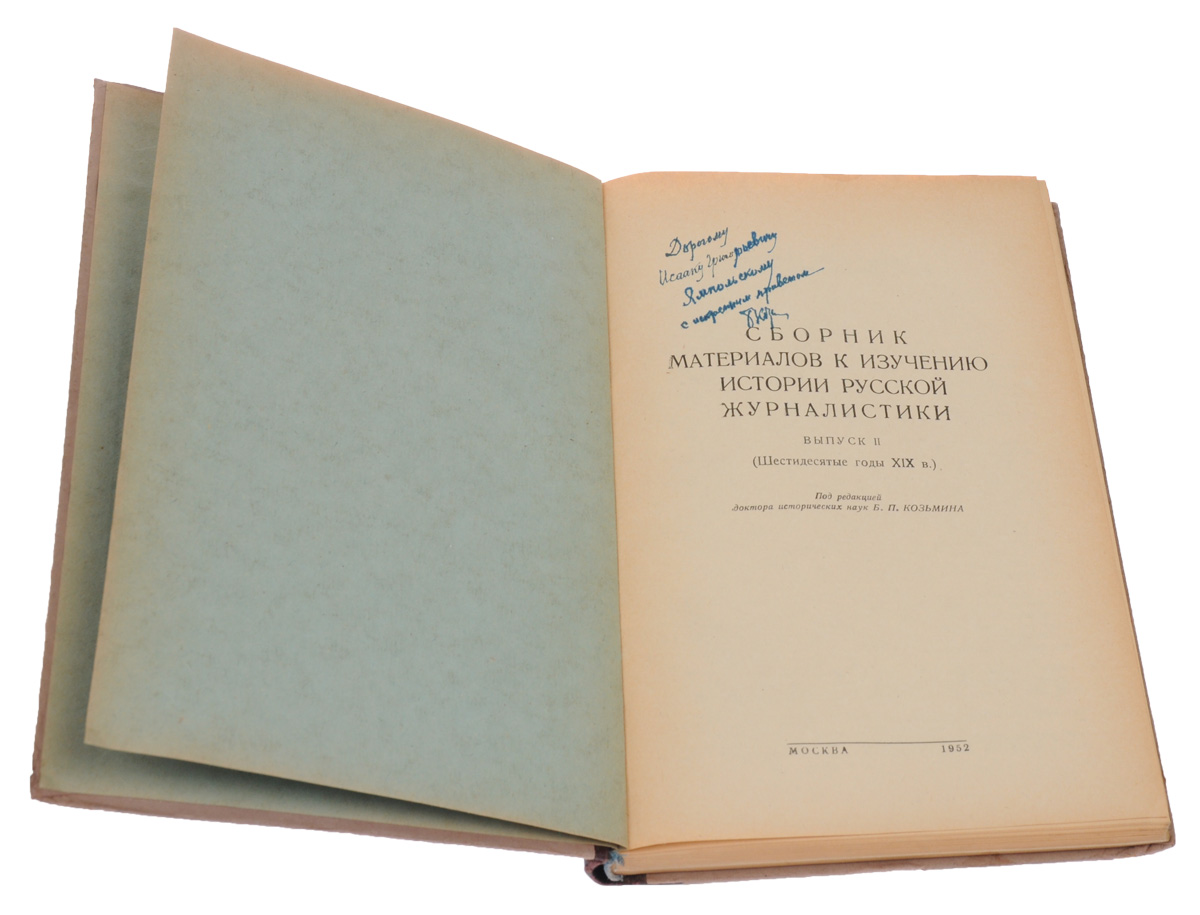 Дорогому
Исааку Григорьевичу
Ямпольскому
с искренним приветом
СБОРНИК
МАТЕРИАЛОВ К ИЗУЧЕНИЮ
ИСТОРИИ РУССКОЙ
ЖУРНАЛИСТИКИ
ВЫПУСК II
(Шестидесятые годы XIX в.)
Под редакцией
доктора исторических наук Б. П. КОЗЬМИНА
МОСКВА 1952